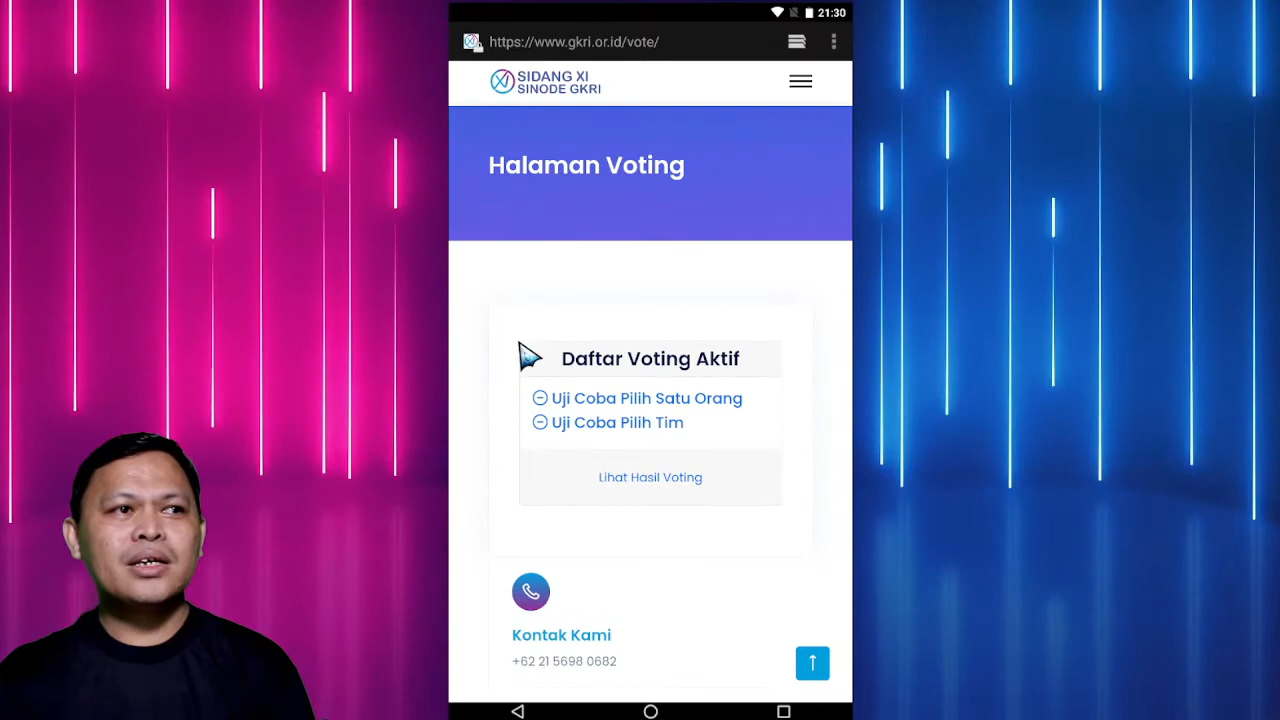 21:30
https://www.gkri.or.id/vote/
SIDANG XI
SINODE GKRI
Halaman Voting
Daftar Voting Aktif
Uji Coba Pilih Satu Orang
Uji Coba Pilih Tim
Lihat Hasil Voting
Kontak Kami
+62 21 5698 0682